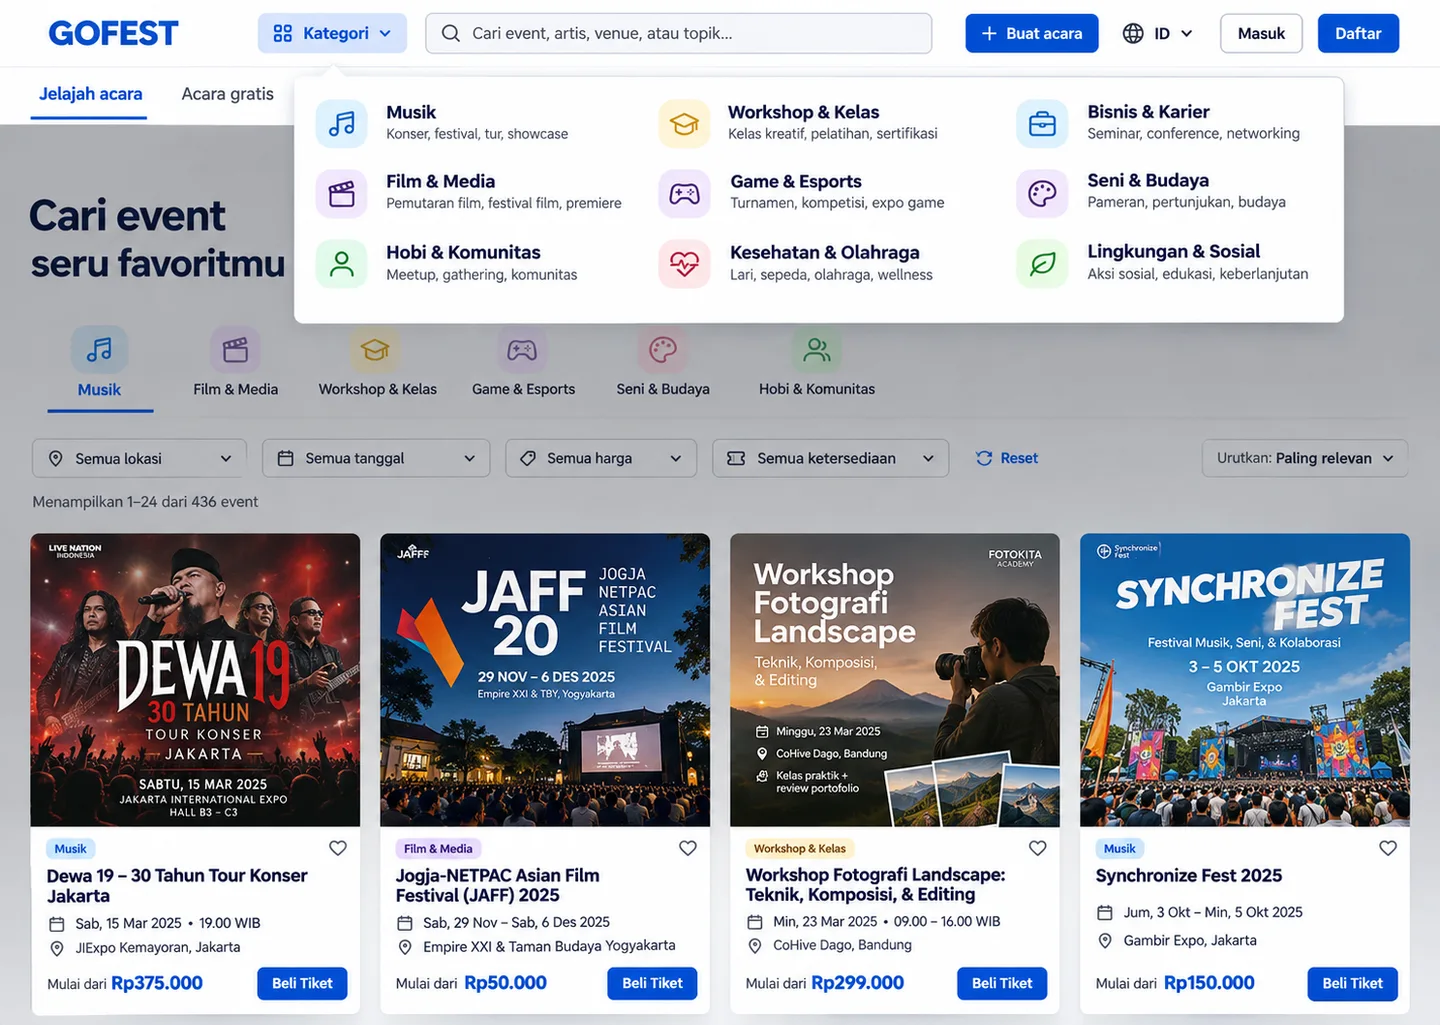 GOFEST
Kategori
Cari event, artis, venue, atau topik...
Buat acara
ID
Masuk
Daftar
Jelajah acara
Acara gratis
Musik
Konser, festival, tur, showcase
Workshop & Kelas
Kelas kreatif, pelatihan, sertifikasi
Bisnis & Karier
Seminar, conference, networking
Film & Media
Pemutaran film, festival film, premiere
Game & Esports
Turnamen, kompetisi, expo game
Seni & Budaya
Pameran, pertunjukan, budaya
Hobi & Komunitas
Meetup, gathering, komunitas
Kesehatan & Olahraga
Lari, sepeda, olahraga, wellness
Lingkungan & Sosial
Aksi sosial, edukasi, keberlanjutan
Cari event
seru favoritmu
Musik
Film & Media
Workshop & Kelas
Game & Esports
Seni & Budaya
Hobi & Komunitas
Semua lokasi
Semua tanggal
Semua harga
Semua ketersediaan
Reset
Urutkan: Paling relevan
Menampilkan 1–24 dari 436 event
LIVE NATION
INDONESIA
DEWA 19
30 TAHUN
TOUR KONSER
JAKARTA
SABTU, 15 MAR 2025
JAKARTA INTERNATIONAL EXPO
HALL B3 – C3
Musik
Dewa 19 – 30 Tahun Tour Konser
Jakarta
Sab, 15 Mar 2025 • 19.00 WIB
JIExpo Kemayoran, Jakarta
Mulai dari Rp375.000
Beli Tiket
JAFF
20
JOGJA
NETPAC
ASIAN
FILM
FESTIVAL
29 NOV – 6 DES 2025
Empire XXI & TBY, Yogyakarta
Film & Media
Jogja-NETPAC Asian Film
Festival (JAFF) 2025
Sab, 29 Nov – Sab, 6 Des 2025
Empire XXI & Taman Budaya Yogyakarta
Mulai dari Rp50.000
Beli Tiket
FOTOKITA
ACADEMY
Workshop
Fotografi
Landscape
Teknik, Komposisi,
& Editing
Minggu, 23 Mar 2025
CoHive Dago, Bandung
Kelas praktik +
review portofolio
Workshop & Kelas
Workshop Fotografi Landscape:
Teknik, Komposisi, & Editing
Min, 23 Mar 2025 • 09.00 – 16.00 WIB
CoHive Dago, Bandung
Mulai dari Rp299.000
Beli Tiket
Synchronize
Fest
SYNCHRONIZE
FEST
Festival Musik, Seni, & Kolaborasi
3 – 5 OKT 2025
Gambir Expo
Jakarta
Musik
Synchronize Fest 2025
Jum, 3 Okt – Min, 5 Okt 2025
Gambir Expo, Jakarta
Mulai dari Rp150.000
Beli Tiket